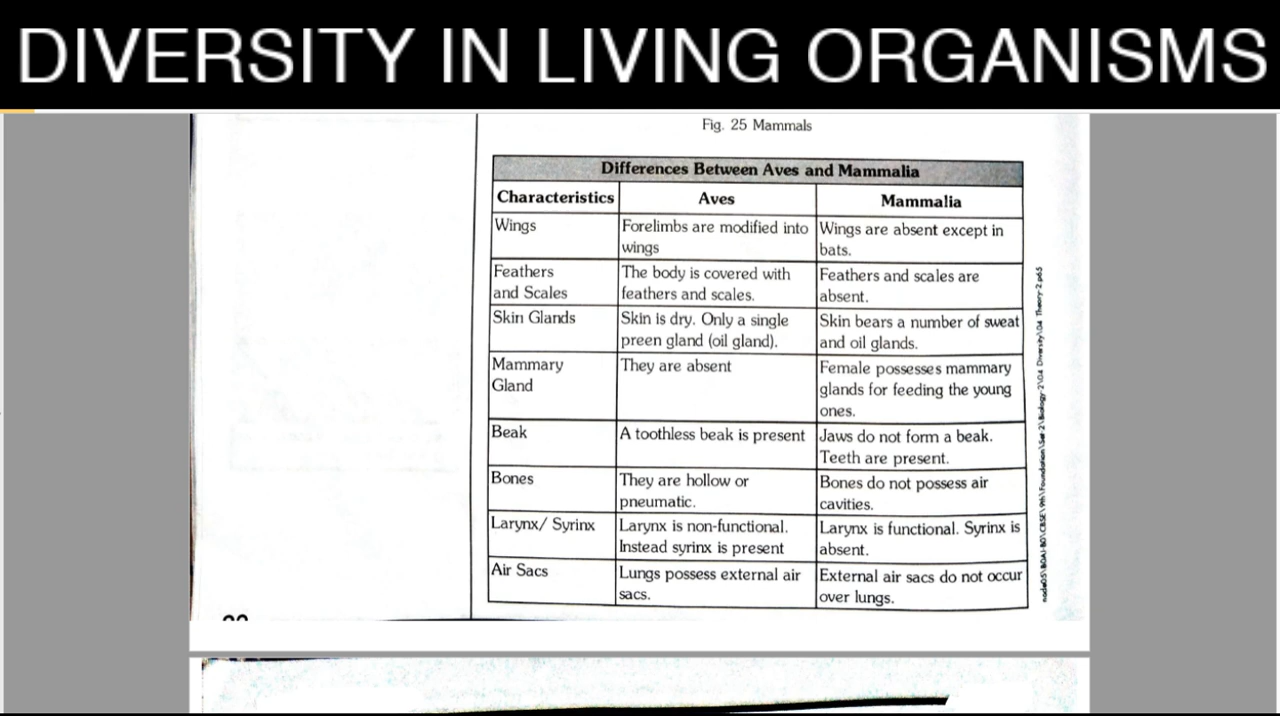 DIVERSITY IN LIVING ORGANISMS
Fig. 25 Mammals
Differences Between Aves and Mammalia
Characteristics Aves Mammalia
Wings
Forelimbs are modified into
wings
Wings are absent except in
bats.
Feathers
and Scales
The body is covered with
feathers and scales.
Feathers and scales are
absent.
Skin Glands
Skin is dry. Only a single
preen gland (oil gland).
Skin bears a number of sweat
and oil glands.
Mammary
Gland
They are absent
Female possesses mammary
glands for feeding the young
ones.
Beak
A toothless beak is present
Jaws do not form a beak.
Teeth are present.
Bones
They are hollow or
pneumatic.
Bones do not possess air
cavities.
Larynx/ Syrinx
Larynx is non-functional.
Instead syrinx is present
Larynx is functional. Syrinx is
absent.
Air Sacs
Lungs possess external air
sacs.
External air sacs do not occur
over lungs.